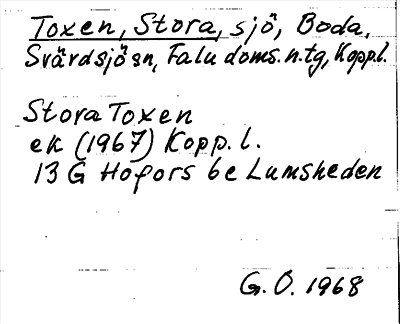 Toxen, Stora, sjö, Boda,
Svärdsjö sn, Falu doms. n. tg, Kopp.l.
Stora Toxen
ek (1967) Kopp. l.
13 G Hofors be Lumsheden
G. O. 1968